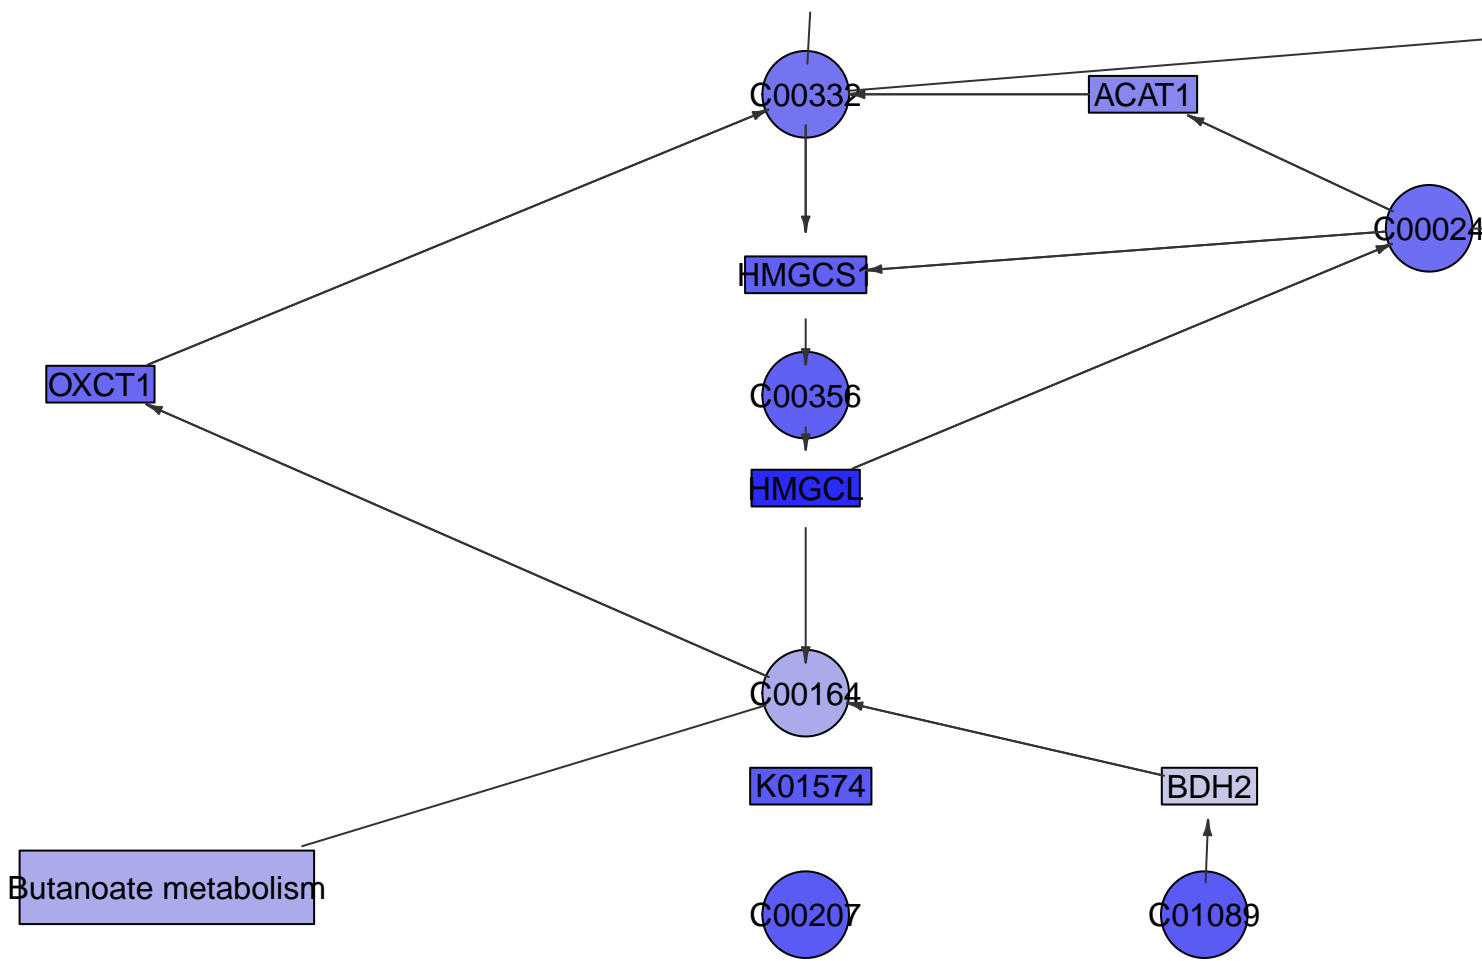 C00332
ACAT1
C00024
HMGCS1
OXCT1
C00356
HMGCL
C00164
K01574
BDH2
Butanoate metabolism
C00207
C01089